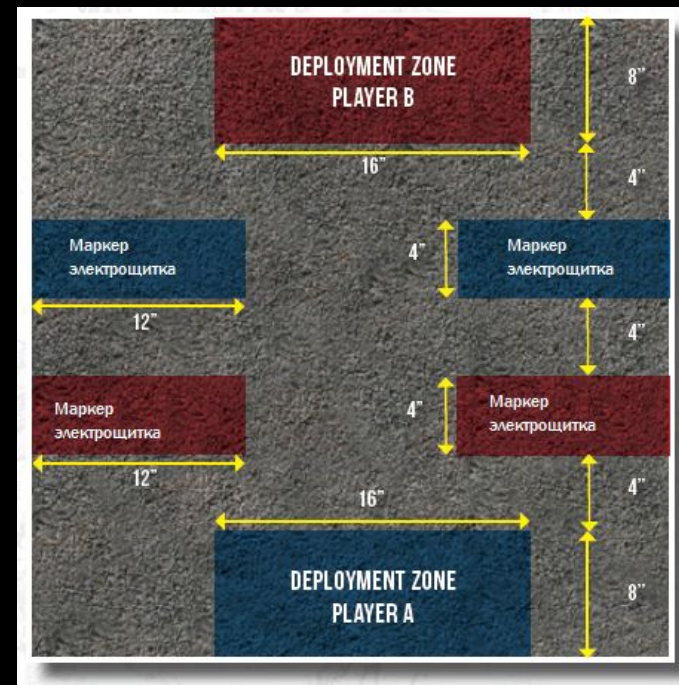 DEPLOYMENT ZONE
PLAYER B
8”
16”
4”
Маркер
электрощитка
4”
Маркер
электрощитка
12”
4”
Маркер
электрощитка
4”
Маркер
электрощитка
12”
16”
4”
DEPLOYMENT ZONE
PLAYER A
8”